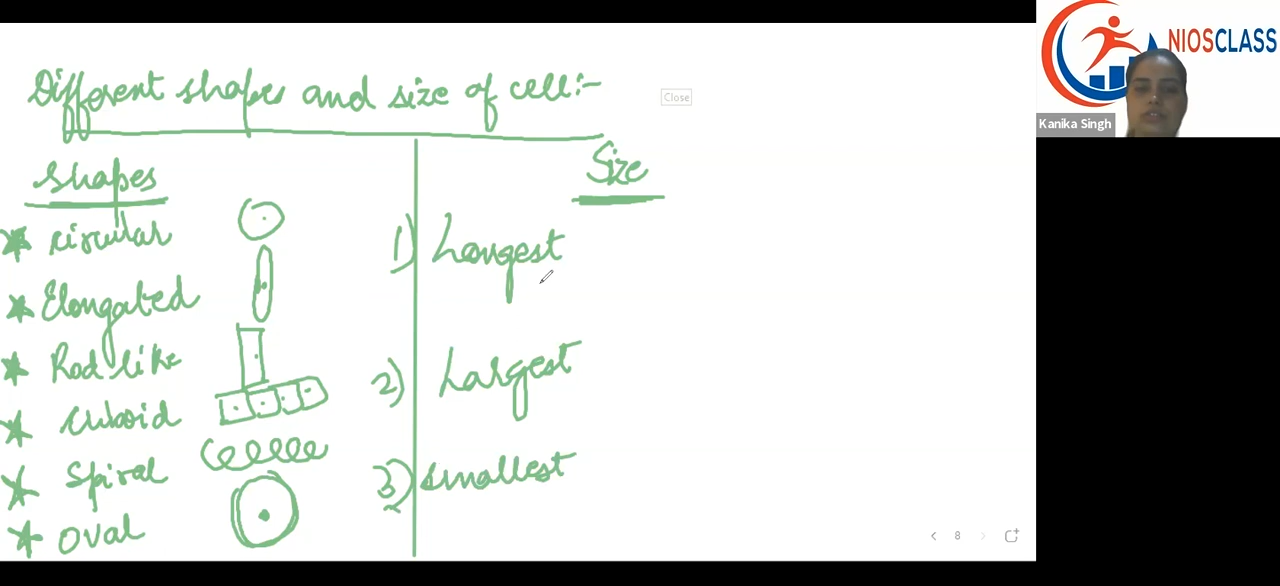 Different shapes and size of cell:-
Close
NIOSCLASS
Kanika Singh
Shapes
Size
circular
1) Longest
Elongated
Rod like
2) Largest
cuboid
Spiral
3) smallest
oval
8